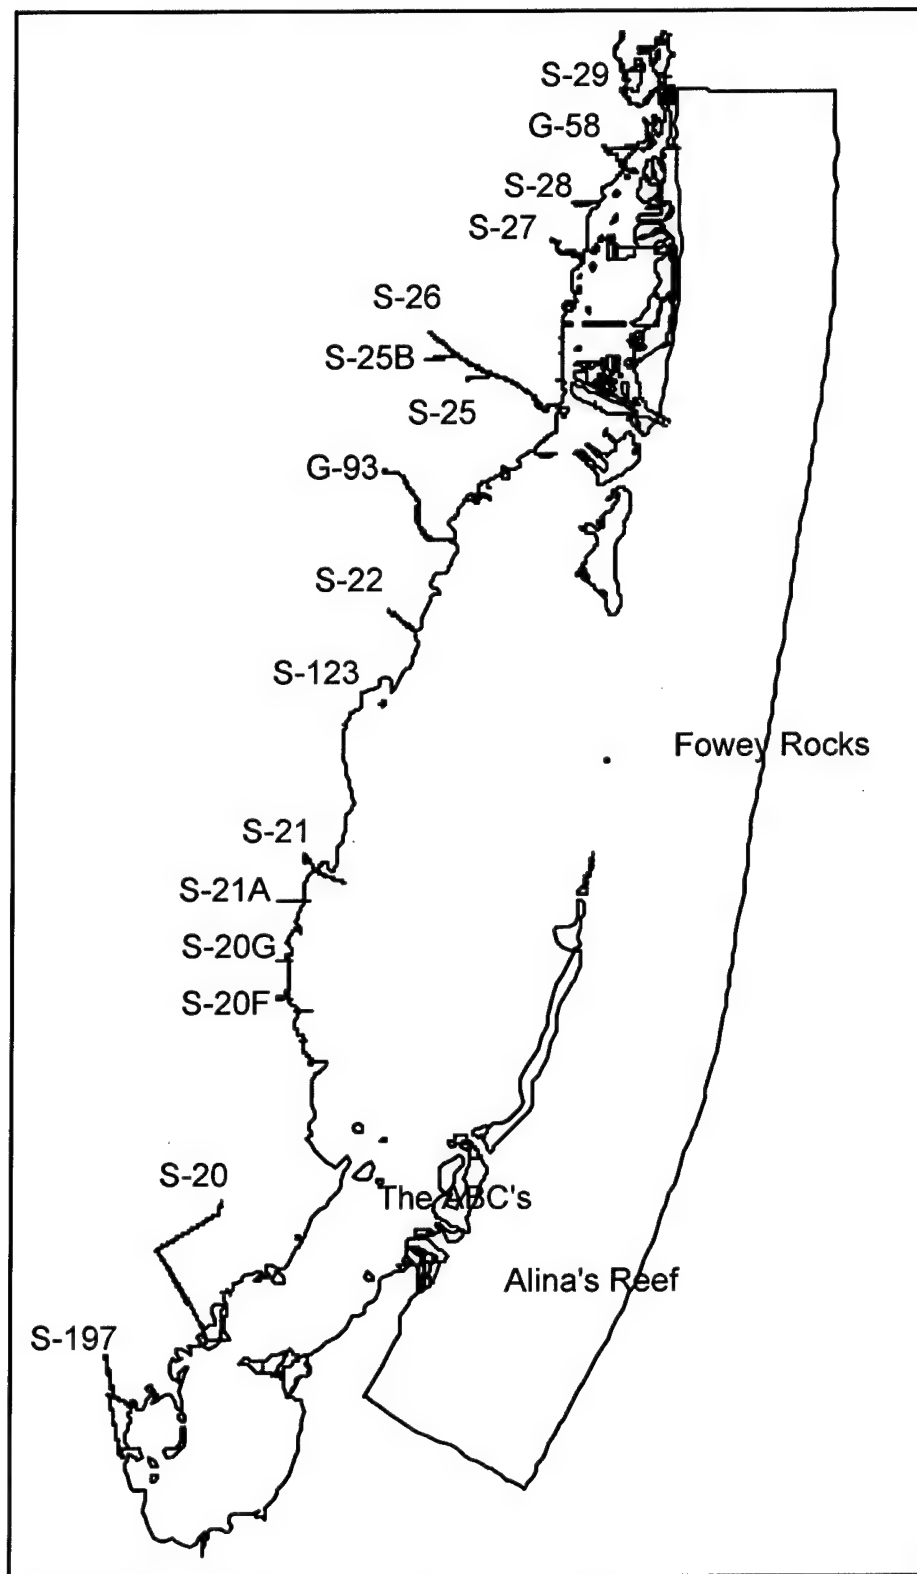 S-29
G-58
S-28
S-27
S-26
S-25B
S-25
G-93
S-22
S-123
Fowey Rocks
S-21
S-21A
S-20G
S-20F
S-20
The ABC's
Alina's Reef
S-197